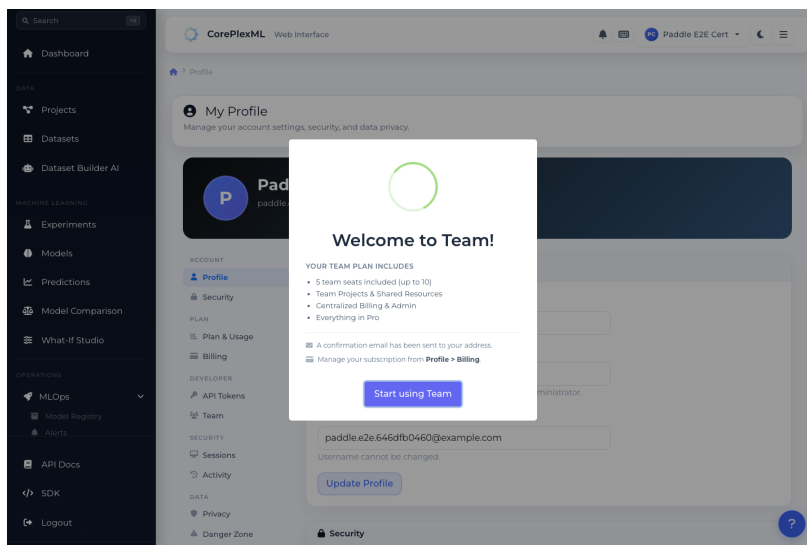 Search
Dashboard
DATA
Projects
Datasets
Dataset Builder AI
MACHINE LEARNING
Experiments
Models
Predictions
Model Comparison
What-If Studio
OPERATIONS
MLOps
Model Registry
Alerts
API Docs
SDK
Logout
CorePlexML Web Interface
PC Paddle E2E Cert
Profile
My Profile
Manage your account settings, security, and data privacy.
P
Pad
paddle.
ACCOUNT
Profile
Security
PLAN
Plan & Usage
Billing
DEVELOPER
API Tokens
Team
SECURITY
Sessions
Activity
DATA
Privacy
Danger Zone
Welcome to Team!
YOUR TEAM PLAN INCLUDES
• 5 team seats included (up to 10)
• Team Projects & Shared Resources
• Centralized Billing & Admin
• Everything in Pro
A confirmation email has been sent to your address.
Manage your subscription from Profile > Billing.
Start using Team
ministrator.
paddle.e2e.646dfb0460@example.com
Username cannot be changed.
Update Profile
Security
?